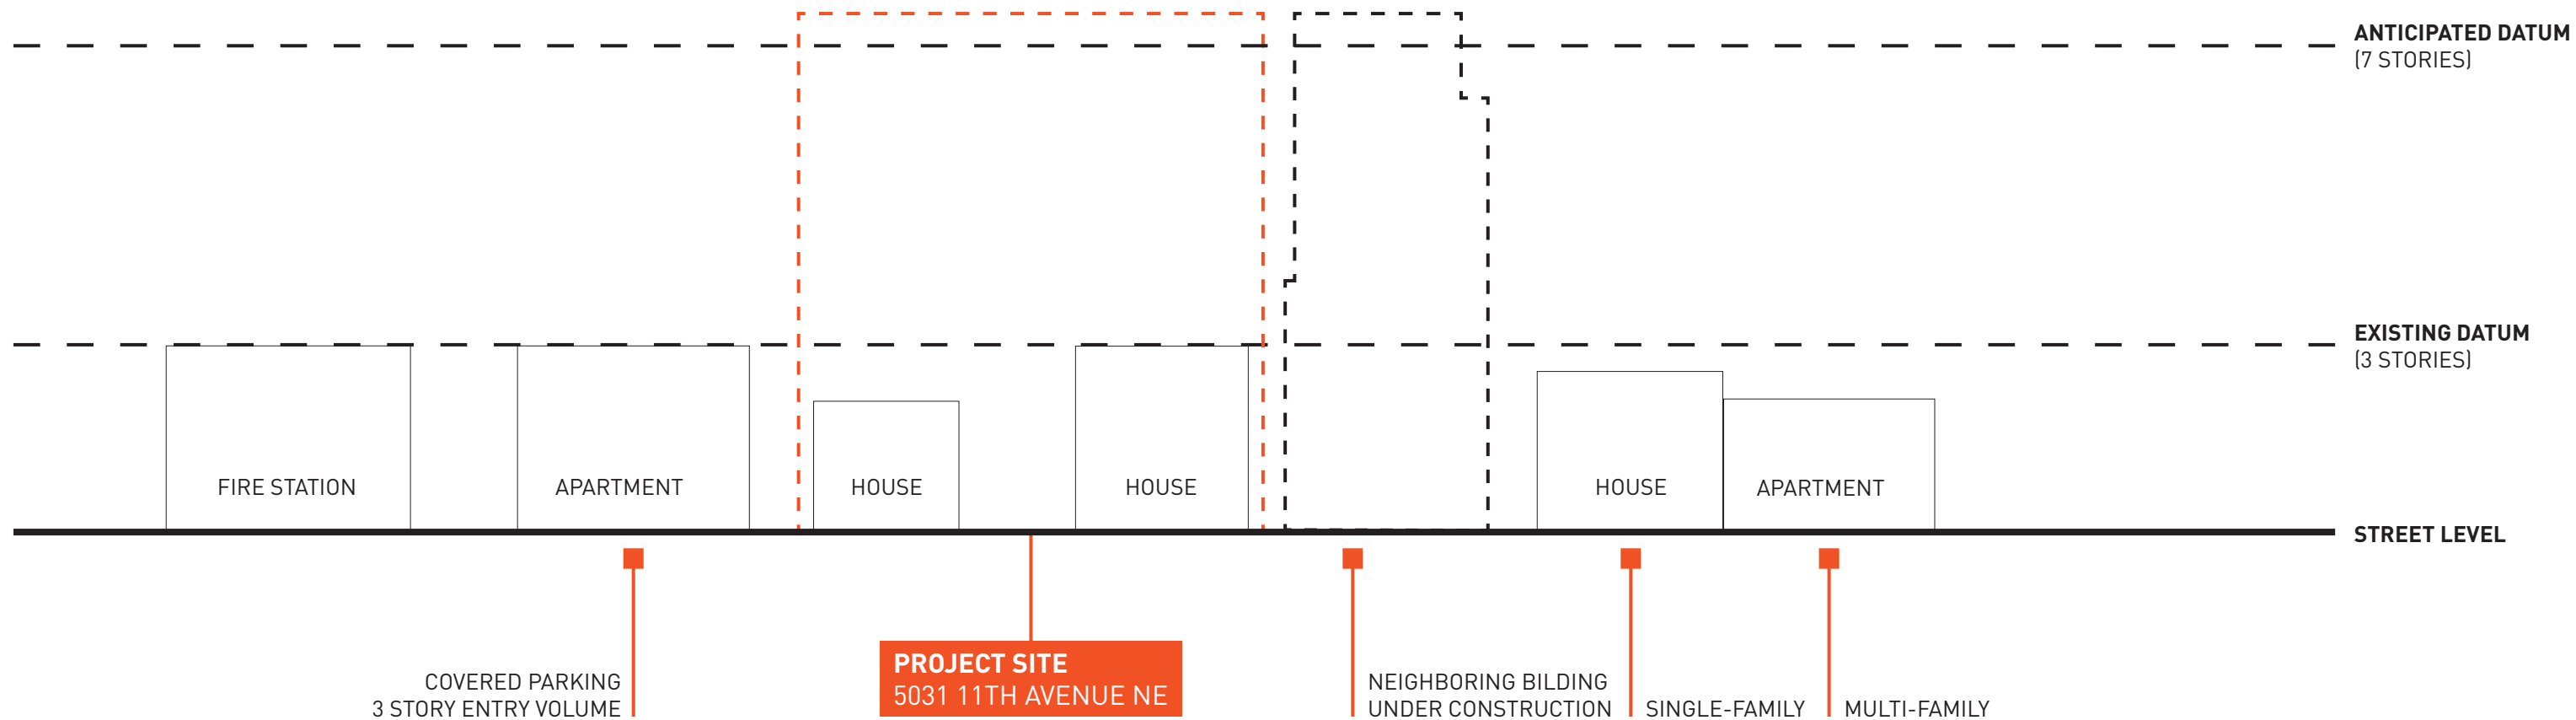 ANTICIPATED DATUM
(7 STORIES)
EXISTING DATUM
(3 STORIES)
FIRE STATION
APARTMENT
HOUSE
HOUSE
HOUSE
APARTMENT
STREET LEVEL
COVERED PARKING
3 STORY ENTRY VOLUME
PROJECT SITE
5031 11TH AVENUE NE
NEIGHBORING BILDING
UNDER CONSTRUCTION
SINGLE-FAMILY
MULTI-FAMILY